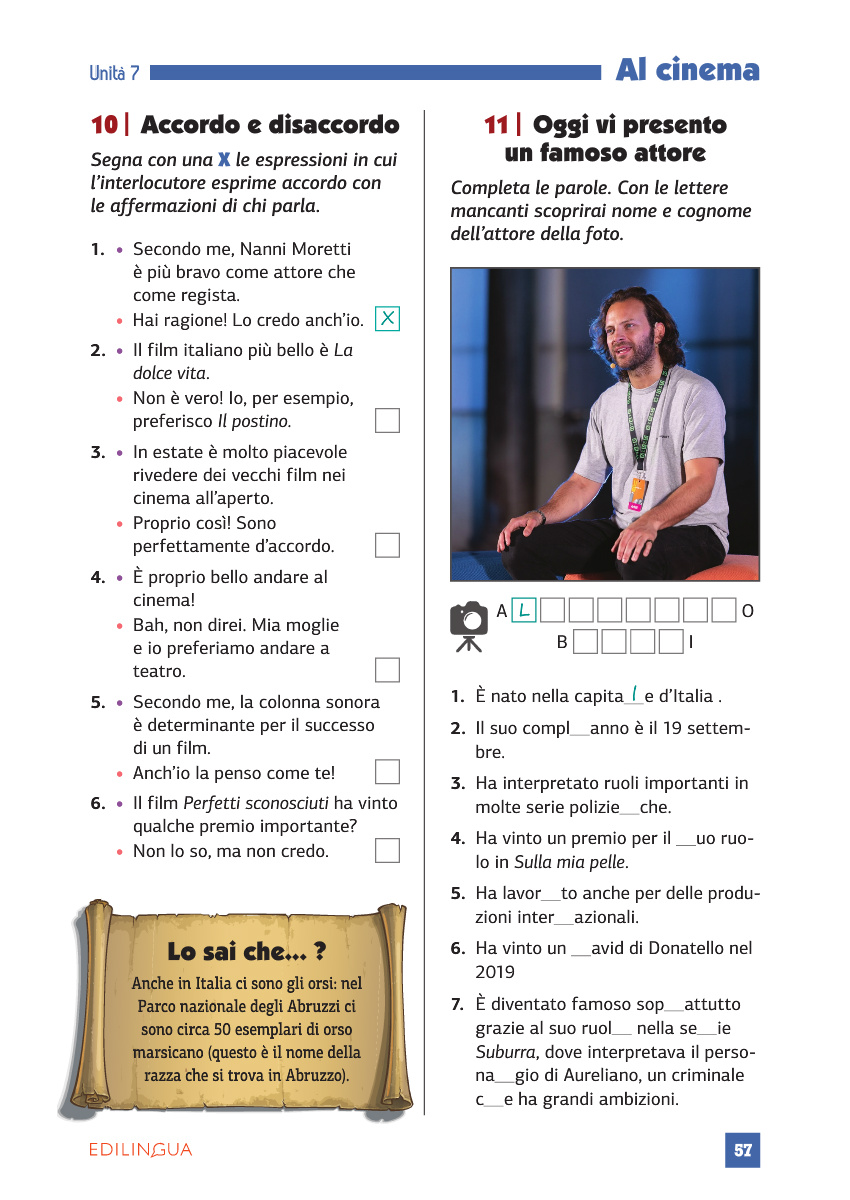 Unità 7
Al cinema
10 | Accordo e disaccordo
Segna con una X le espressioni in cui
l'interlocutore esprime accordo con
le affermazioni di chi parla.
1. • Secondo me, Nanni Moretti
è più bravo come attore che
come regista.
• Hai ragione! Lo credo anch'io. X
2. • Il film italiano più bello è La
dolce vita.
• Non è vero! Io, per esempio,
preferisco Il postino.
3. • In estate è molto piacevole
rivedere dei vecchi film nei
cinema all'aperto.
• Proprio così! Sono
perfettamente d'accordo.
4. • È proprio bello andare al
cinema!
• Bah, non direi. Mia moglie
e io preferiamo andare a
teatro.
5. • Secondo me, la colonna sonora
è determinante per il successo
di un film.
• Anch'io la penso come te!
6. • Il film Perfetti sconosciuti ha vinto
qualche premio importante?
• Non lo so, ma non credo.
Lo sai che... ?
Anche in Italia ci sono gli orsi: nel
Parco nazionale degli Abruzzi ci
sono circa 50 esemplari di orso
marsicano (questo è il nome della
razza che si trova in Abruzzo).
11 | Oggi vi presento
un famoso attore
Completa le parole. Con le lettere
mancanti scoprirai nome e cognome
dell'attore della foto.
A L O
B I
1. È nato nella capita_l_e d'Italia .
2. Il suo compl__anno è il 19 settem-
bre.
3. Ha interpretato ruoli importanti in
molte serie polizie__che.
4. Ha vinto un premio per il __uo ruo-
lo in Sulla mia pelle.
5. Ha lavor__to anche per delle produ-
zioni inter__azionali.
6. Ha vinto un __avid di Donatello nel
2019
7. È diventato famoso sop__attutto
grazie al suo ruol__ nella se__ie
Suburra, dove interpretava il perso-
na__gio di Aureliano, un criminale
c__e ha grandi ambizioni.
EDILINGUA
57